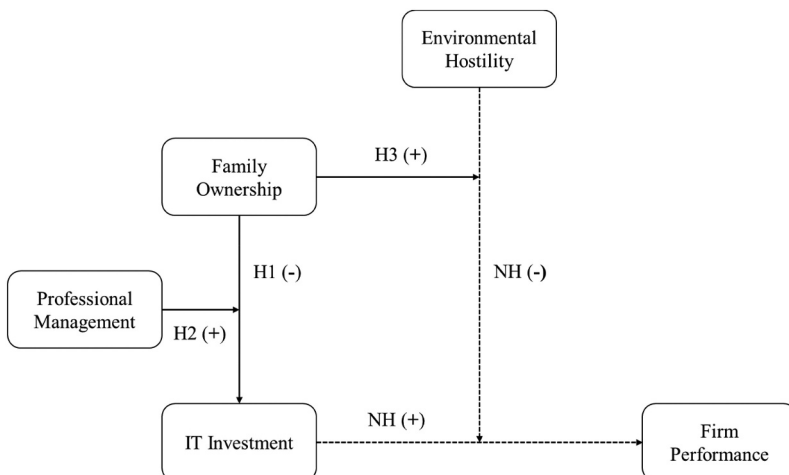 Environmental
Hostility
Family
Ownership
H3 (+)
H1 (-)
NH (-)
Professional
Management
H2 (+)
IT Investment
NH (+)
Firm
Performance